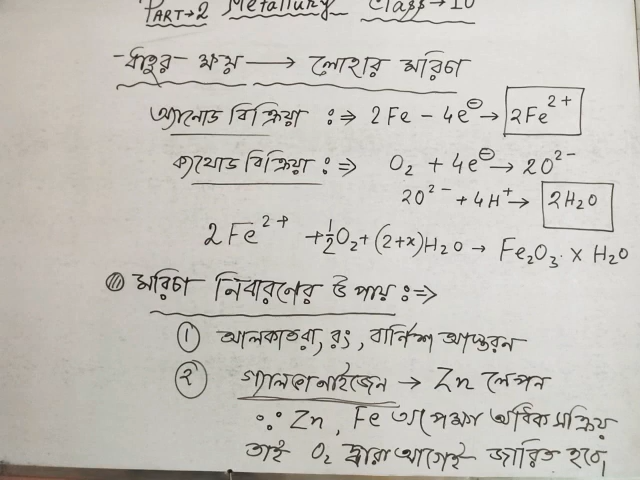 PART→2 Metallurgy Class→10
ধাতুর ক্ষয় → লোহার মরিচা
অ্যানোড বিক্রিয়া :⇒ 2Fe - 4e⊖ → 2Fe²⁺
ক্যাথোড বিক্রিয়া :⇒ O₂ + 4e⊖ → 2O²⁻
2O²⁻ + 4H⁺ → 2H₂O
2Fe²⁺ + ½O₂ + (2+x)H₂O → Fe₂O₃·xH₂O
মরিচা নিবারণের উপায় :⇒
① আলকাতরা, রং, বার্নিশ আস্তরন
② গ্যালভানাইজেন → Zn লেপন
∵ Zn, Fe অপেক্ষা অধিক সক্রিয়
তাই O₂ দ্বারা আগেই জারিত হবে